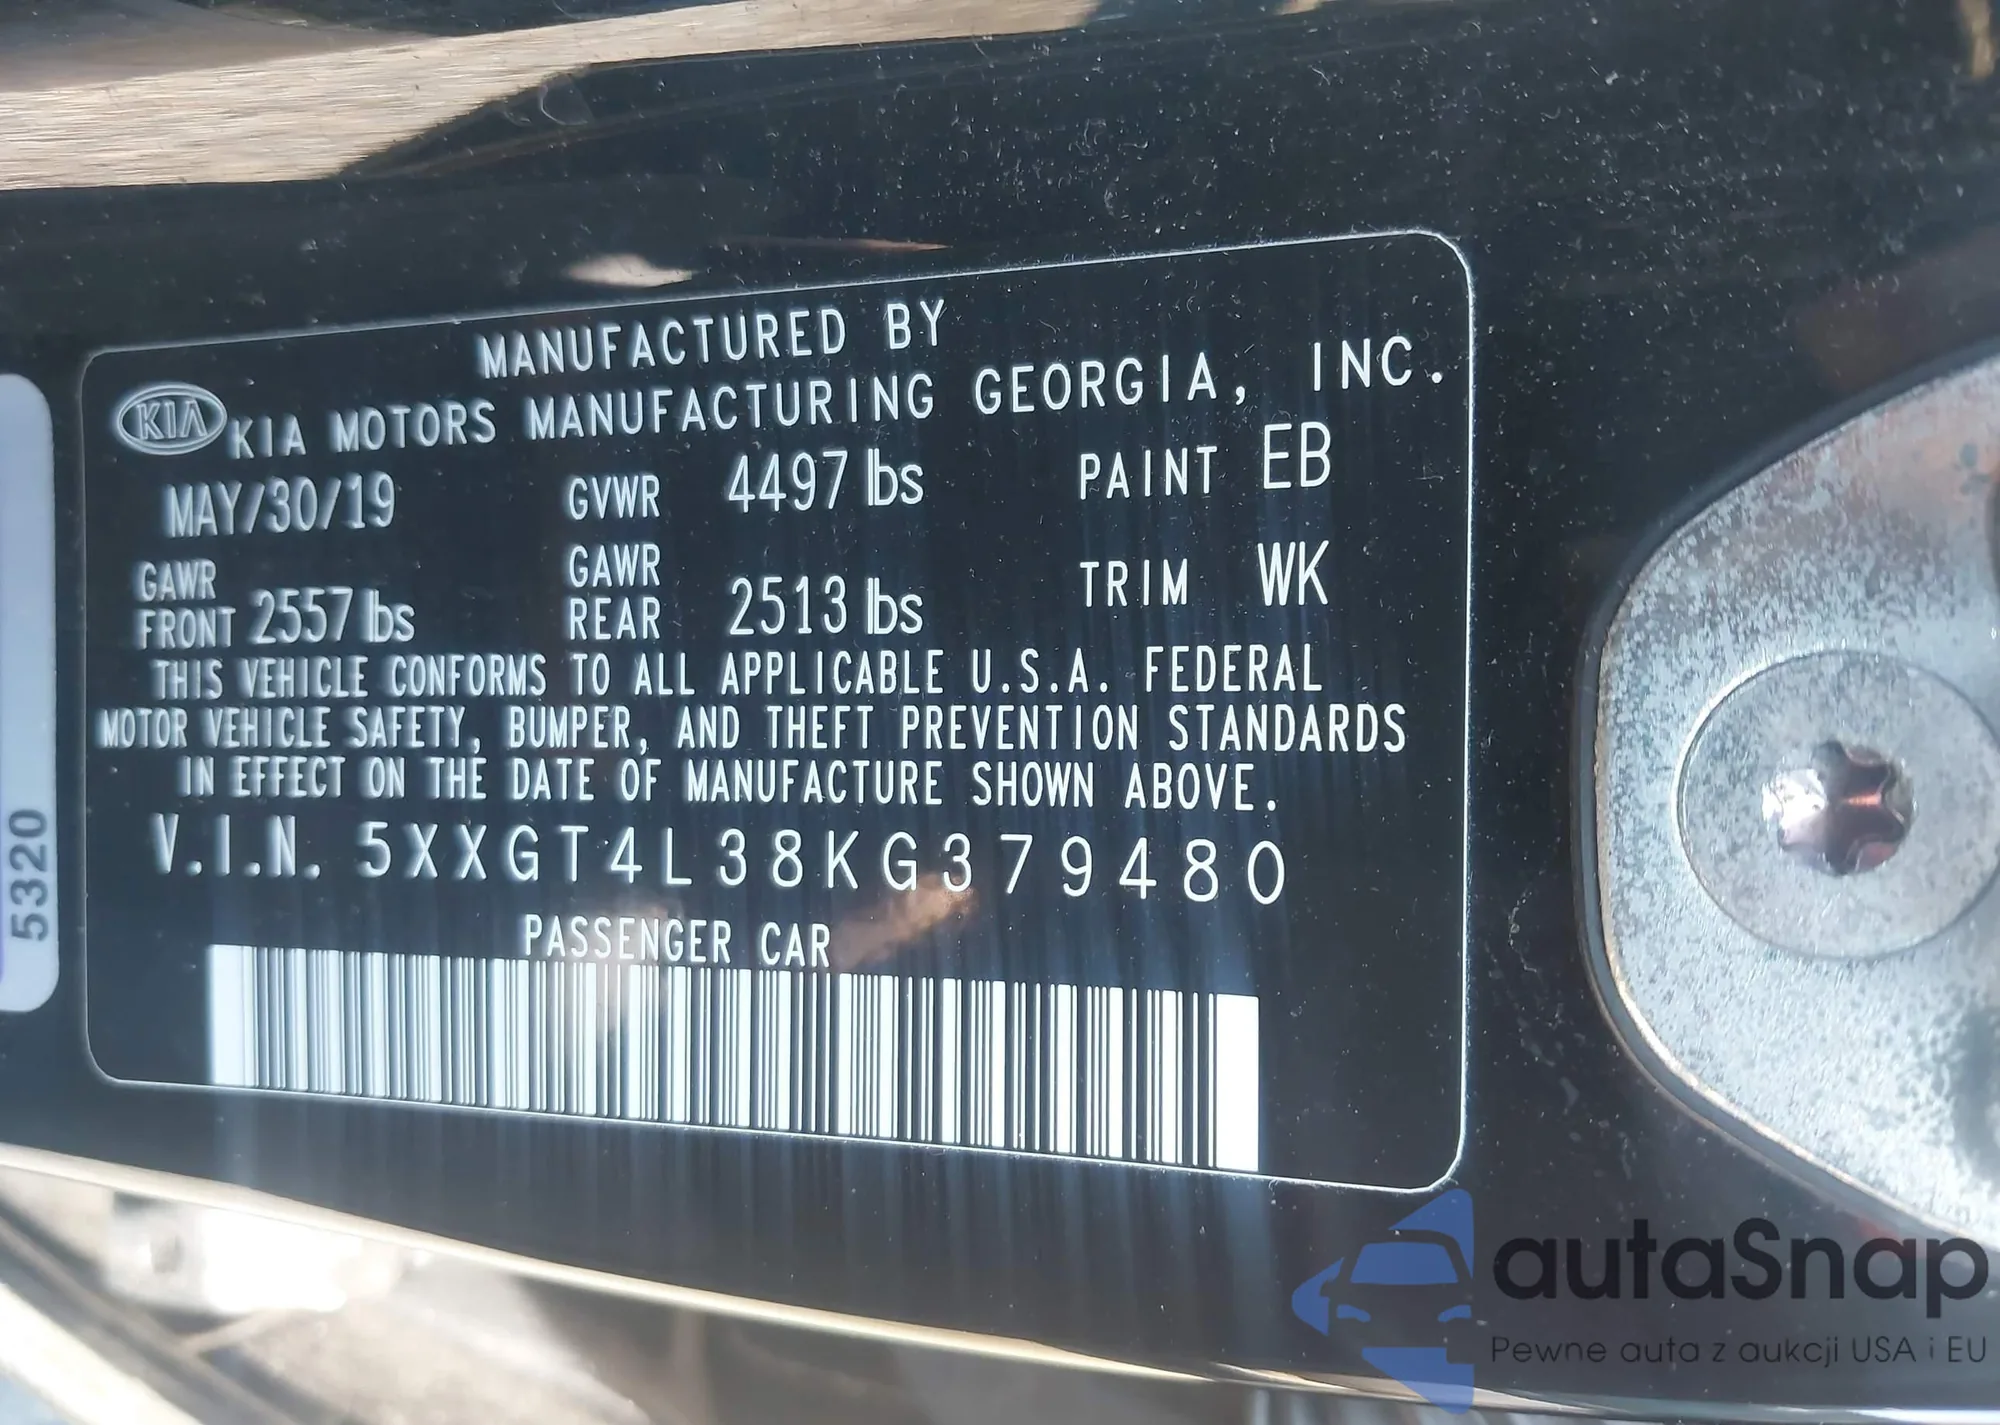 MANUFACTURED BY
KIA KIA MOTORS MANUFACTURING GEORGIA, INC.
MAY/30/19 GVWR 4497 lbs PAINT EB
GAWR FRONT 2557 lbs GAWR REAR 2513 lbs TRIM WK
THIS VEHICLE CONFORMS TO ALL APPLICABLE U.S.A. FEDERAL
MOTOR VEHICLE SAFETY, BUMPER, AND THEFT PREVENTION STANDARDS
IN EFFECT ON THE DATE OF MANUFACTURE SHOWN ABOVE.
V.I.N. 5XXGT4L38KG379480
PASSENGER CAR
5320
autaSnap
Pewne auta z aukcji USA i EU